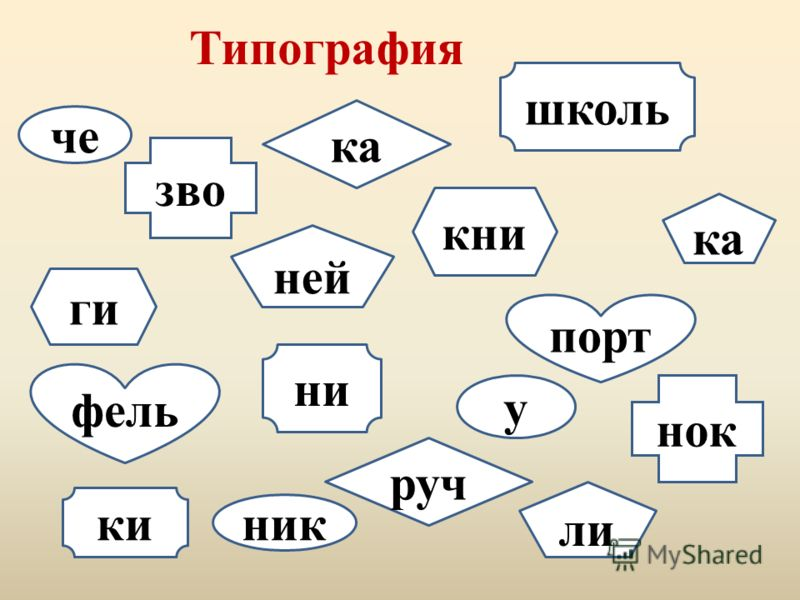 Типография
школь
че
ка
зво
кни
ка
ней
ги
порт
ни
фель
у
нок
руч
ки
ник
ли
MyShared